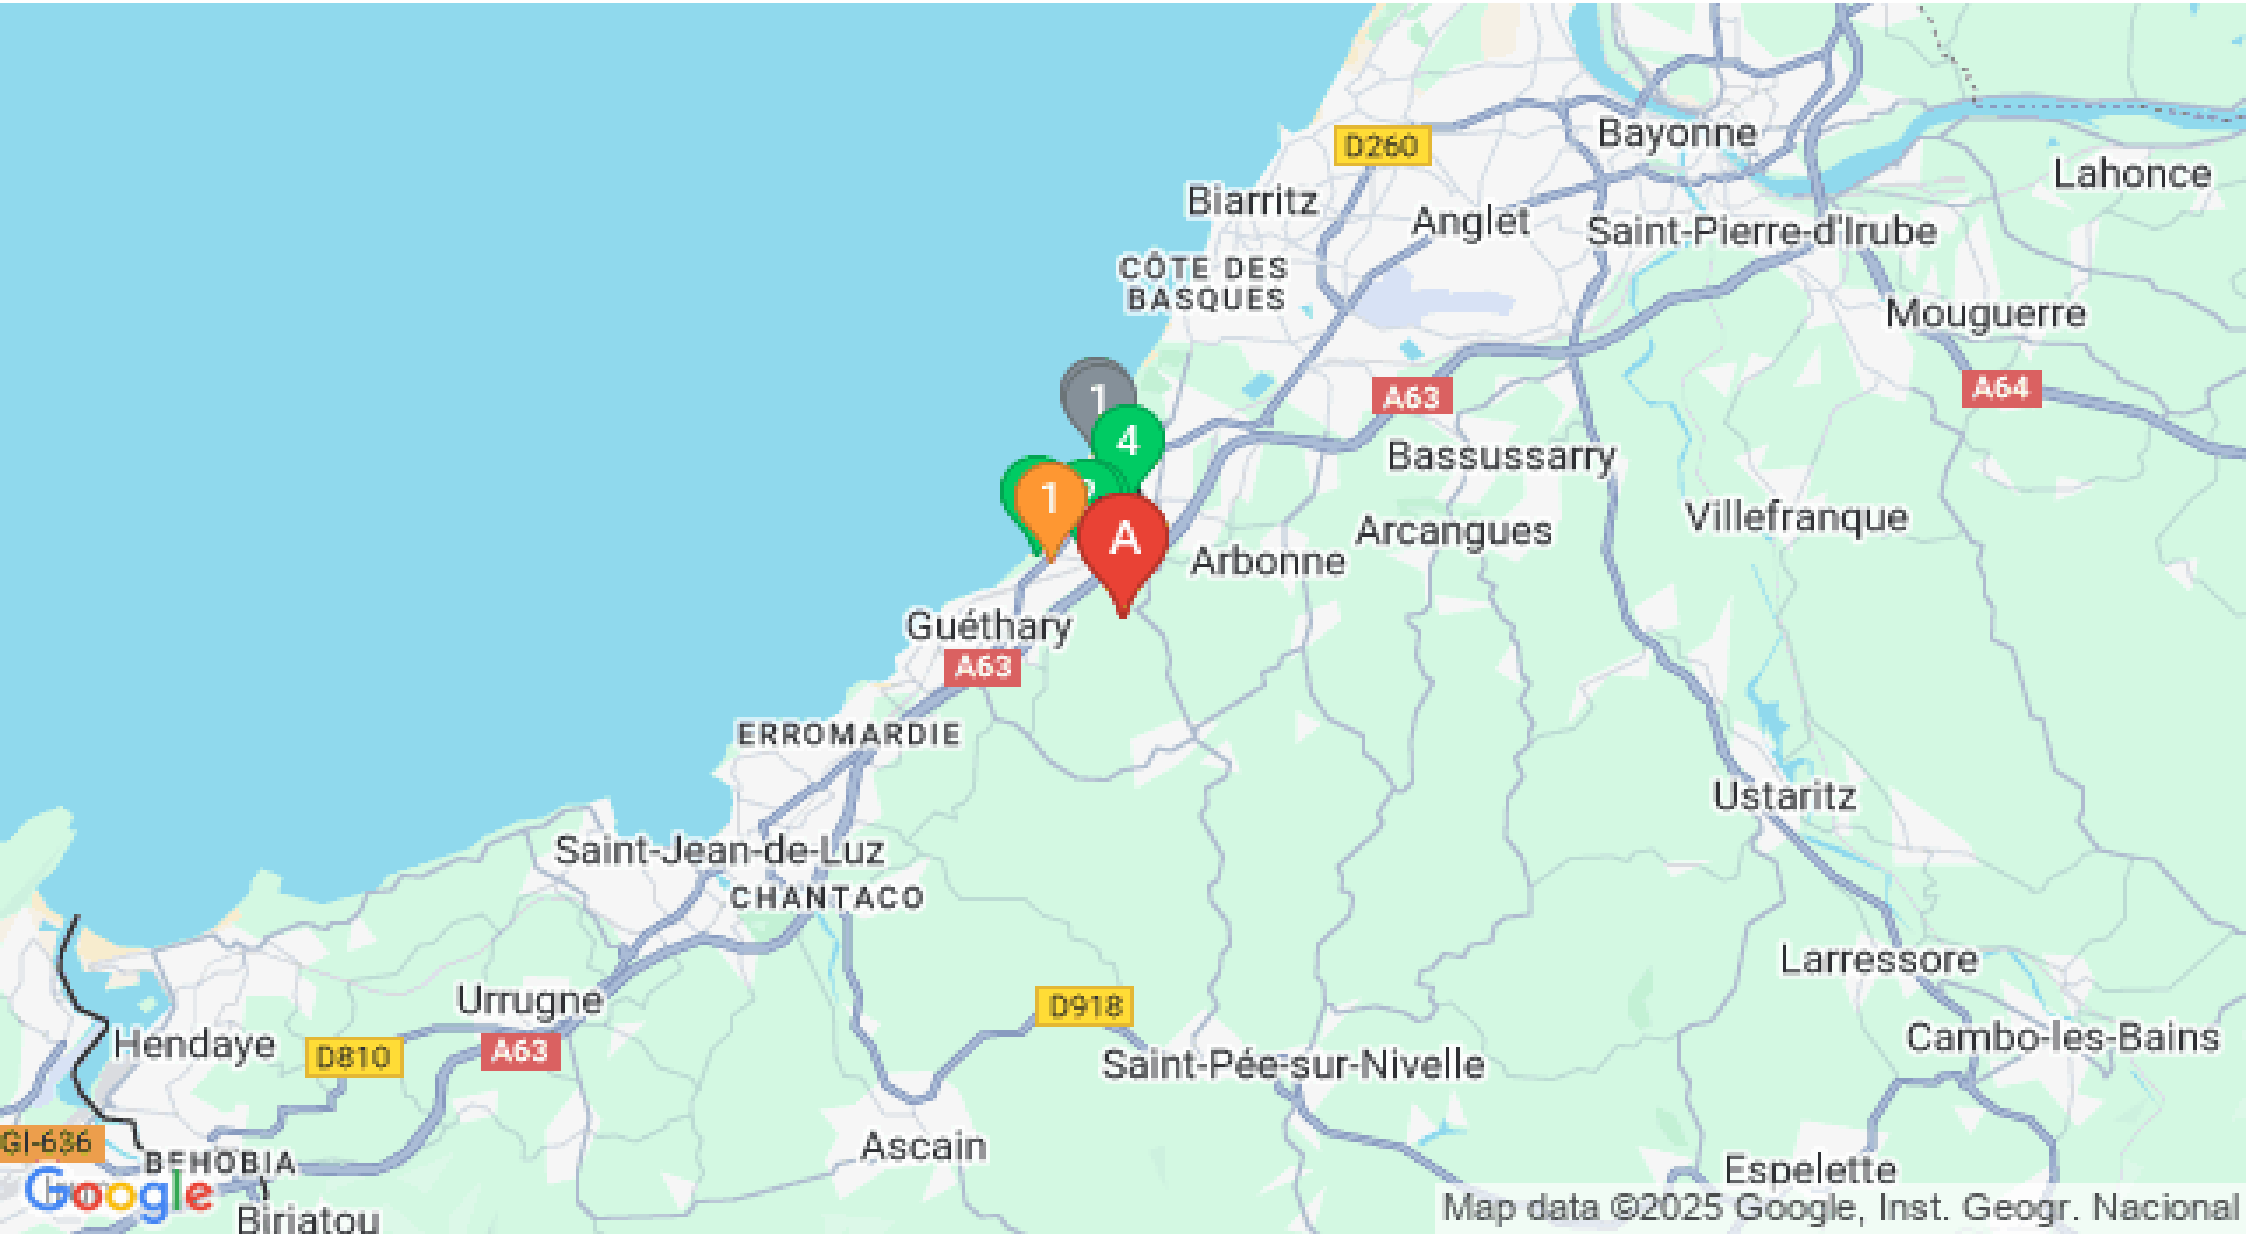 D260
Bayonne
Lahonce
Biarritz
Anglet
Saint-Pierre-d'Irube
CÔTE DES
BASQUES
Mouguerre
1
A63
A64
4
Bassussarry
1
2
Villefranque
A
Arcangues
Arbonne
Guéthary
A63
ERROMARDIE
Ustaritz
Saint-Jean-de-Luz
CHANTACO
Larressore
Urrugne
D918
Hendaye
D810
A63
Saint-Pée-sur-Nivelle
Cambo-les-Bains
GI-636
Ascain
BEHOBIA
Espelette
Google
Biriatou
Map data ©2025 Google, Inst. Geogr. Nacional